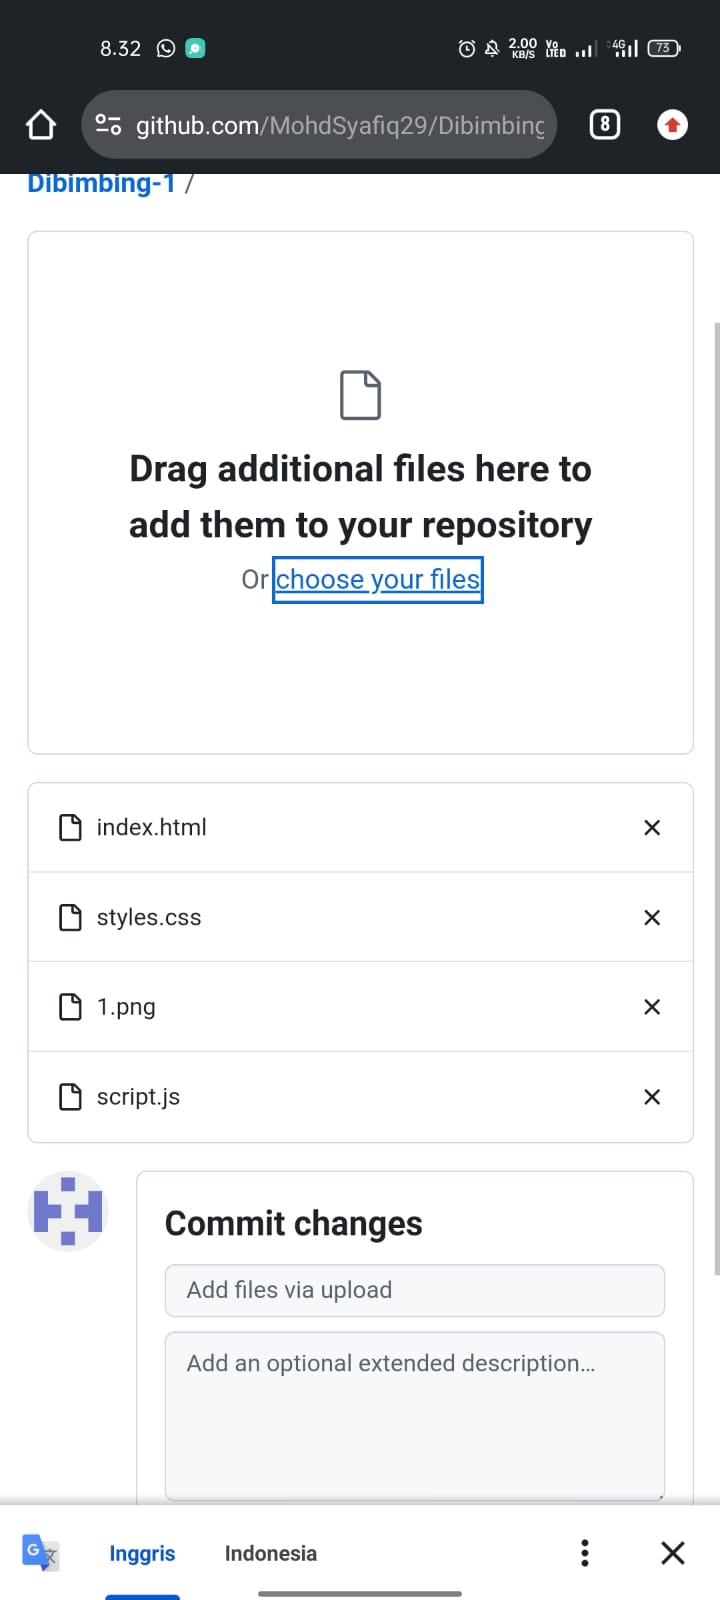 8.32
2.00 KB/S
Vo LTED
4G
73
github.com/MohdSyafiq29/Dibimbing
8
Dibimbing-1 /
Drag additional files here to
add them to your repository
Or choose your files
index.html
styles.css
1.png
script.js
Commit changes
Add files via upload
Add an optional extended description...
G 文
Inggris
Indonesia